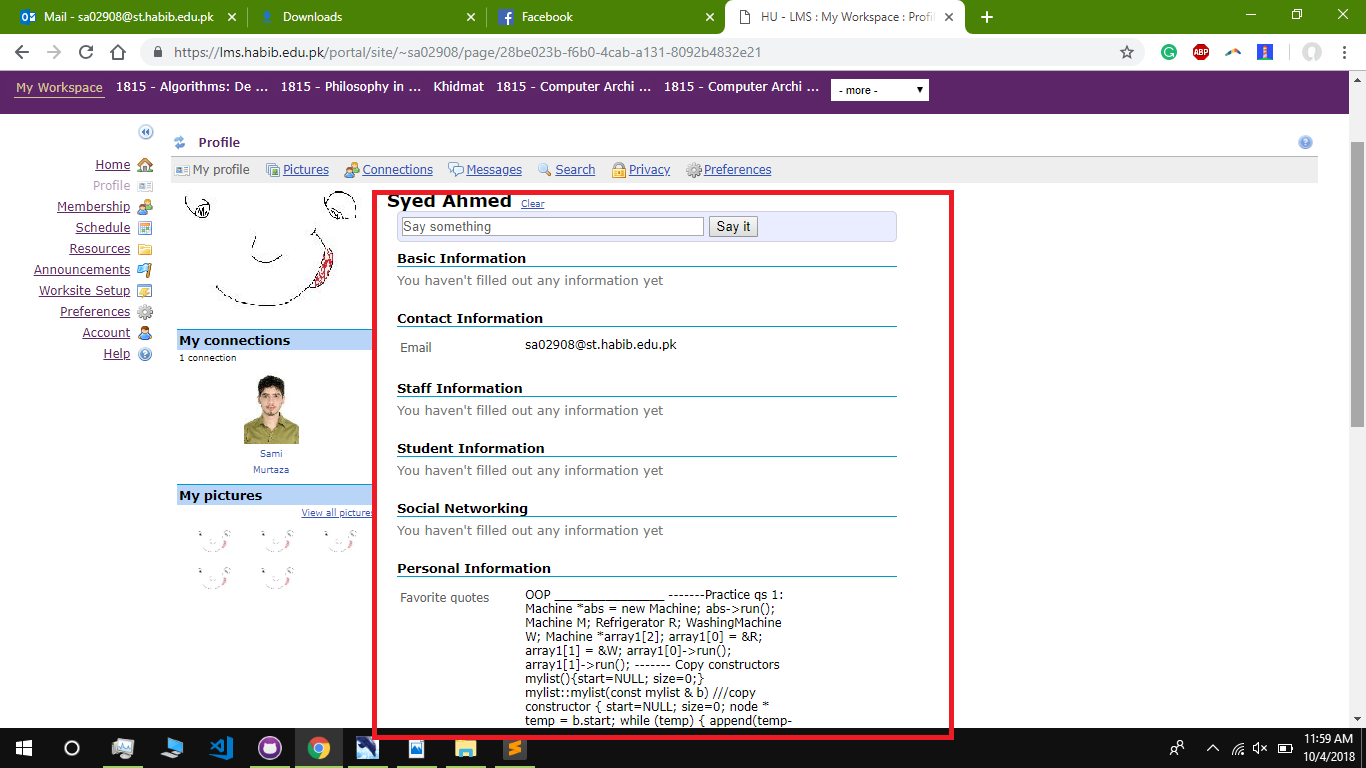 Mail - sa02908@st.habib.edu.pk
Downloads
Facebook
HU - LMS : My Workspace : Profil
https://lms.habib.edu.pk/portal/site/~sa02908/page/28be023b-f6b0-4cab-a131-8092b4832e21
ABP
My Workspace
1815 - Algorithms: De ...
1815 - Philosophy in ...
Khidmat
1815 - Computer Archi ...
1815 - Computer Archi ...
- more -
Profile
My profile
Pictures
Connections
Messages
Search
Privacy
Preferences
Home
Profile
Membership
Schedule
Resources
Announcements
Worksite Setup
Preferences
Account
Help
My connections
1 connection
Sami
Murtaza
My pictures
View all pictures
Syed Ahmed Clear
Say something Say it
Basic Information
You haven't filled out any information yet
Contact Information
Email sa02908@st.habib.edu.pk
Staff Information
You haven't filled out any information yet
Student Information
You haven't filled out any information yet
Social Networking
You haven't filled out any information yet
Personal Information
Favorite quotes
OOP ________________ -------Practice qs 1:
Machine *abs = new Machine; abs->run();
Machine M; Refrigerator R; WashingMachine
W; Machine *array1[2]; array1[0] = &R;
array1[1] = &W; array1[0]->run();
array1[1]->run(); ------- Copy constructors
mylist(){start=NULL; size=0;}
mylist::mylist(const mylist & b) ///copy
constructor { start=NULL; size=0; node *
temp = b.start; while (temp) { append(temp-
11:59 AM
10/4/2018